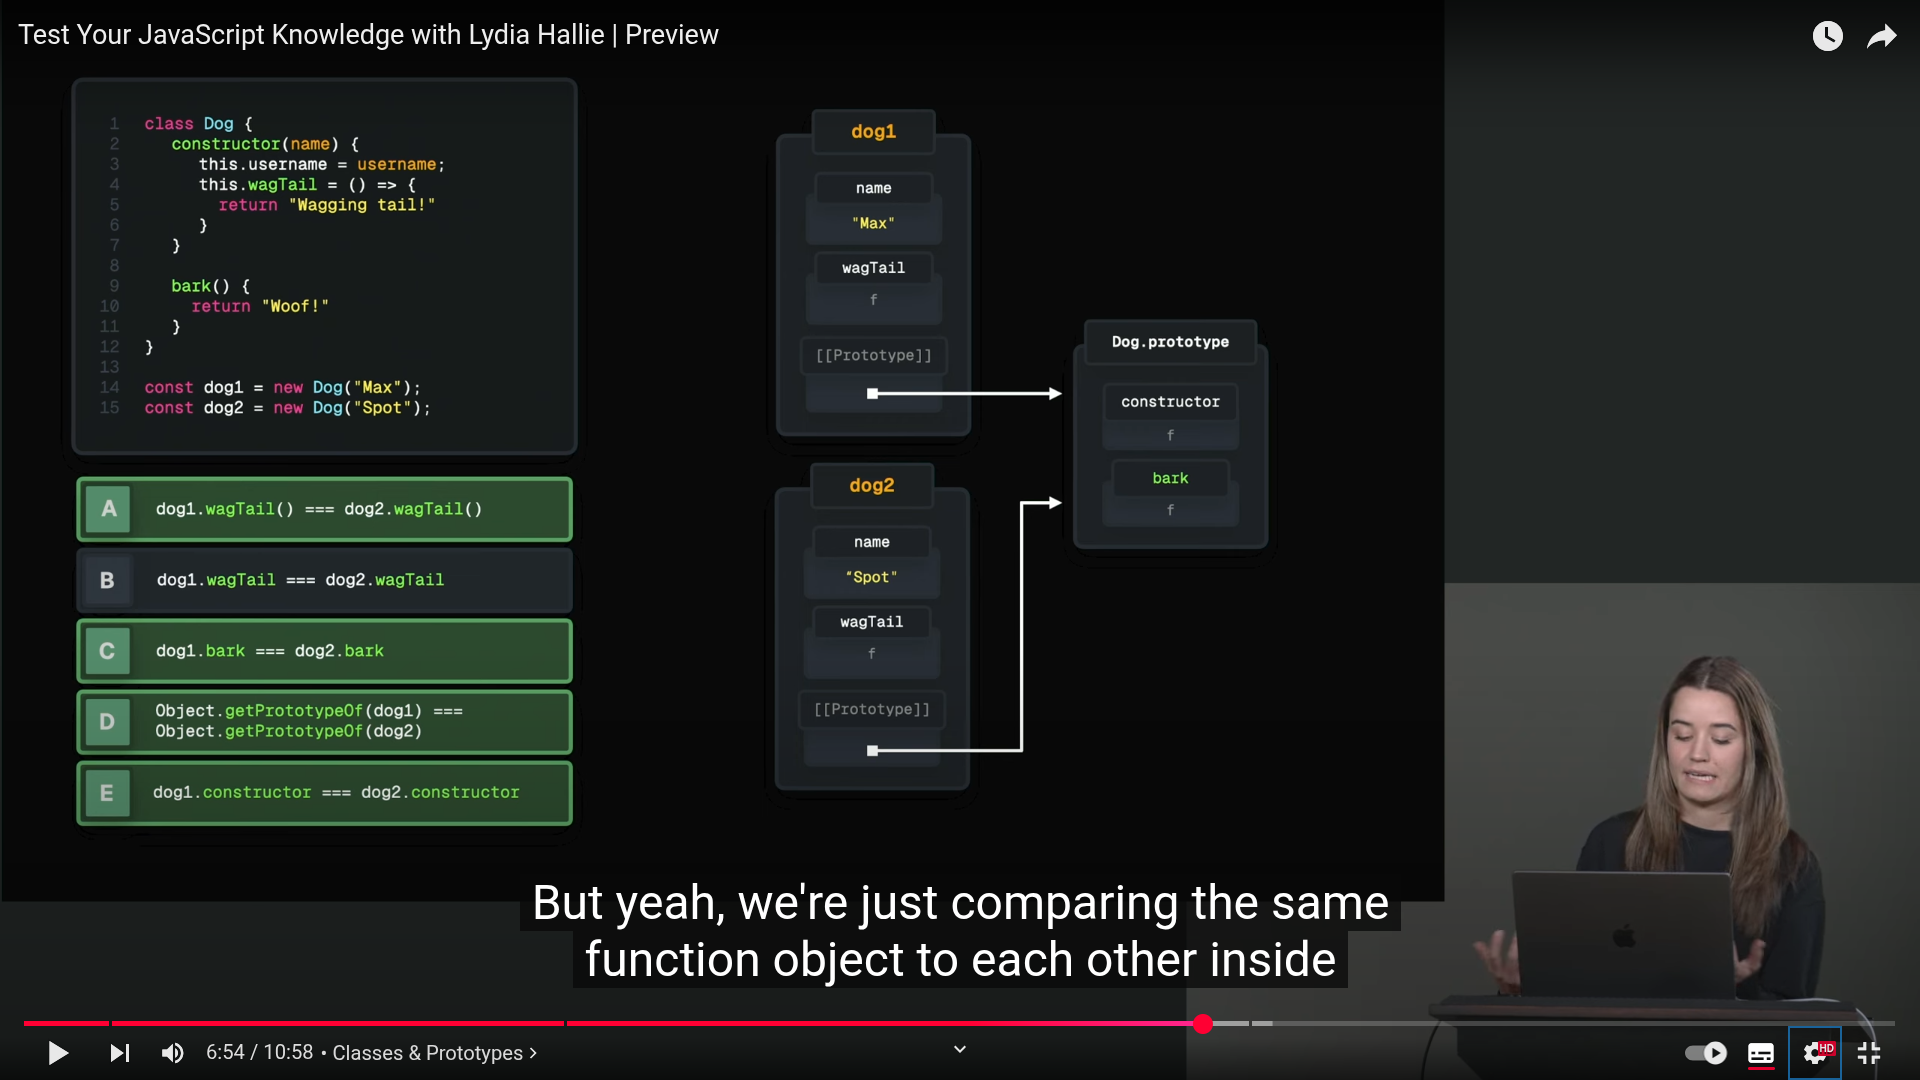 Test Your JavaScript Knowledge with Lydia Hallie | Preview
1 class Dog {
2 constructor(name) {
3 this.username = username;
4 this.wagTail = () => {
5 return "Wagging tail!"
6 }
7 }
8
9 bark() {
10 return "Woof!"
11 }
12 }
13
14 const dog1 = new Dog("Max");
15 const dog2 = new Dog("Spot");
A dog1.wagTail() === dog2.wagTail()
B dog1.wagTail === dog2.wagTail
C dog1.bark === dog2.bark
D Object.getPrototypeOf(dog1) ===
Object.getPrototypeOf(dog2)
E dog1.constructor === dog2.constructor
dog1
name
"Max"
wagTail
f
[[Prototype]]
dog2
name
"Spot"
wagTail
f
[[Prototype]]
Dog.prototype
constructor
f
bark
f
But yeah, we're just comparing the same
function object to each other inside
6:54 / 10:58 • Classes & Prototypes
HD